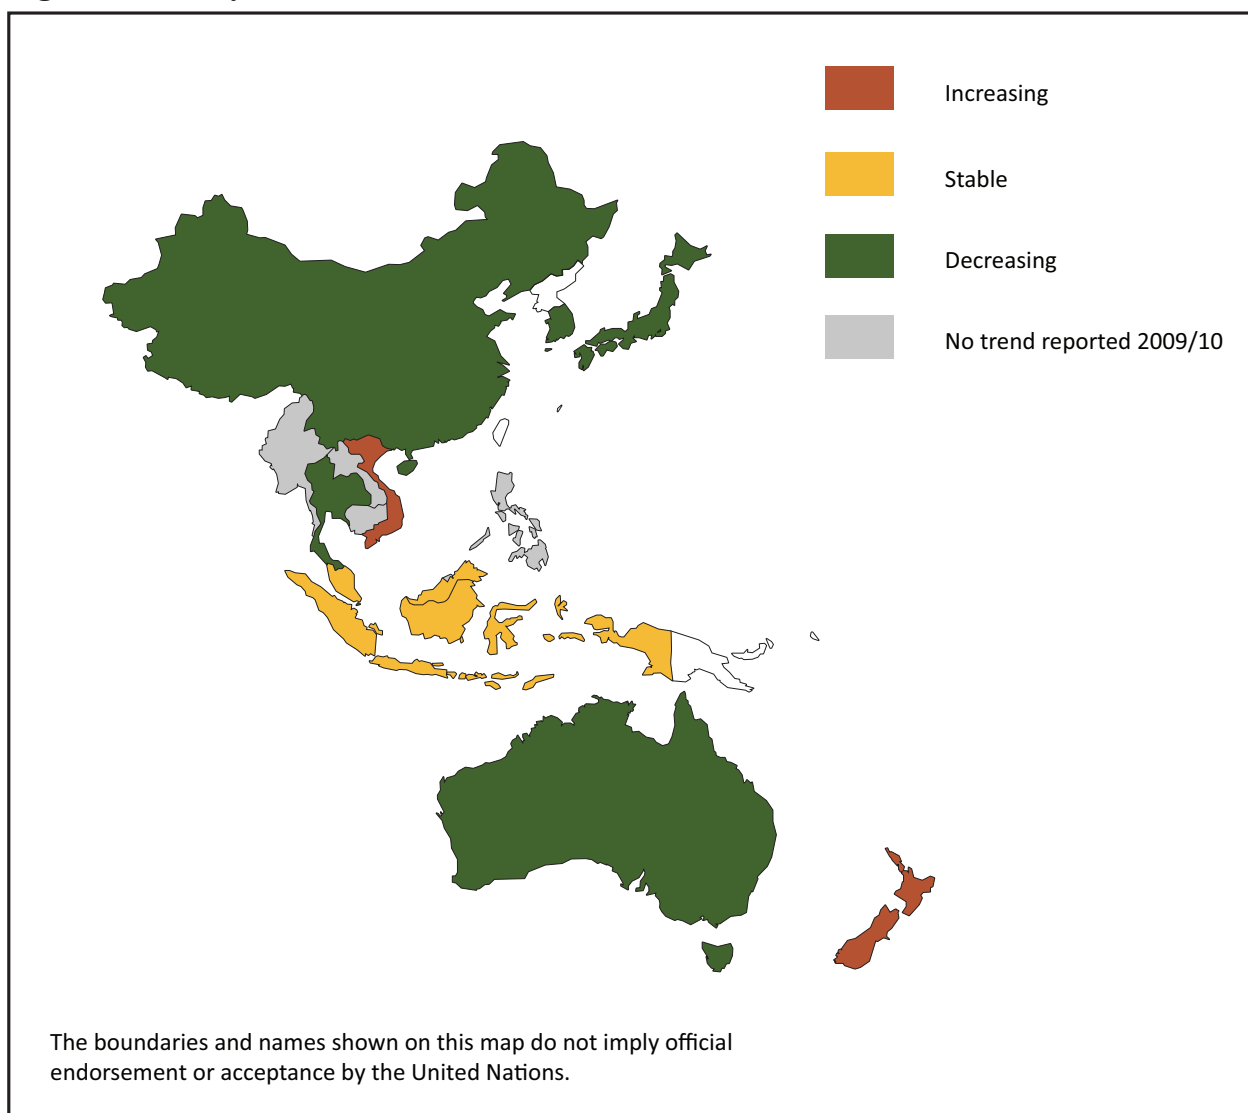 Increasing
Stable
Decreasing
No trend reported 2009/10
The boundaries and names shown on this map do not imply official
endorsement or acceptance by the United Nations.